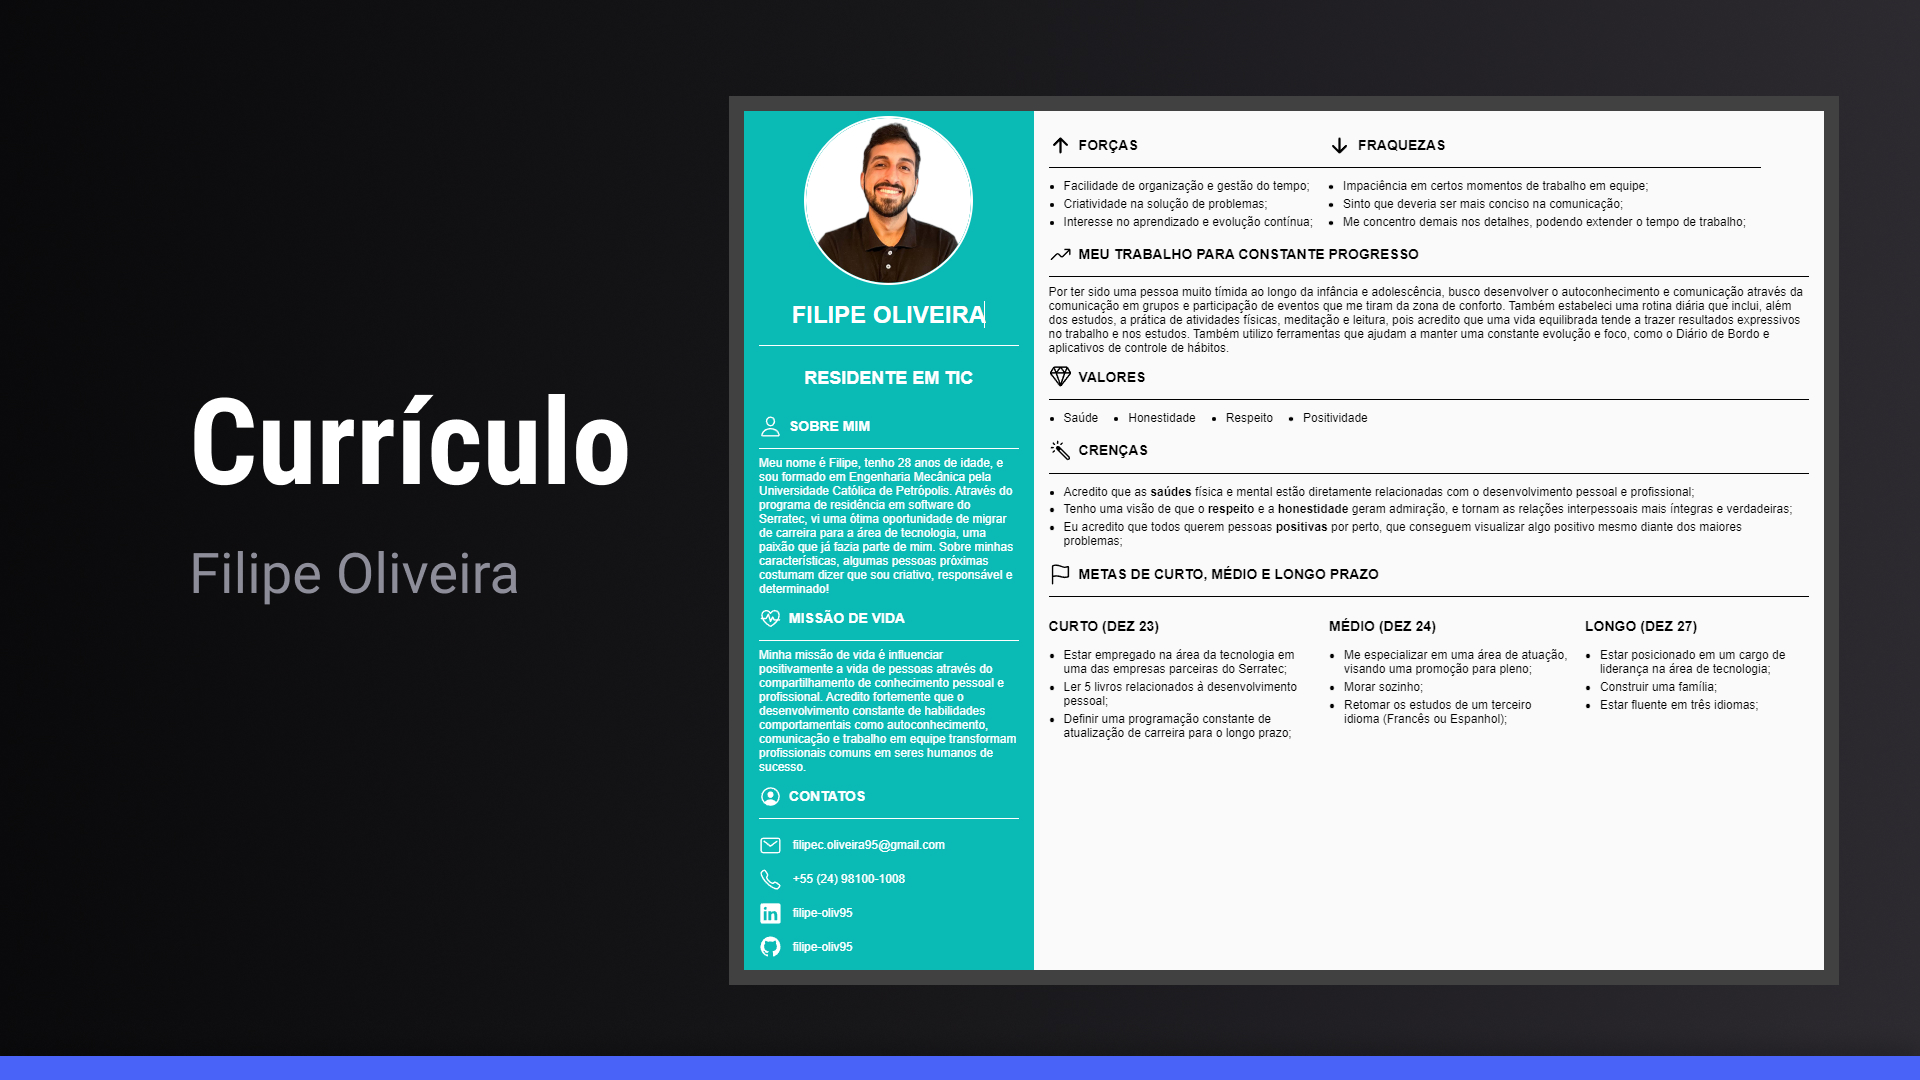 Currículo
Filipe Oliveira
FILIPE OLIVEIRA
RESIDENTE EM TIC
SOBRE MIM
Meu nome é Filipe, tenho 28 anos de idade, e
sou formado em Engenharia Mecânica pela
Universidade Católica de Petrópolis. Através do
programa de residência em software do
Serratec, vi uma ótima oportunidade de migrar
de carreira para a área de tecnologia, uma
paixão que já fazia parte de mim. Sobre minhas
características, algumas pessoas próximas
costumam dizer que sou criativo, responsável e
determinado!
MISSÃO DE VIDA
Minha missão de vida é influenciar
positivamente a vida de pessoas através do
compartilhamento de conhecimento pessoal e
profissional. Acredito fortemente que o
desenvolvimento constante de habilidades
comportamentais como autoconhecimento,
comunicação e trabalho em equipe transformam
profissionais comuns em seres humanos de
sucesso.
CONTATOS
filipec.oliveira95@gmail.com
+55 (24) 98100-1008
filipe-oliv95
filipe-oliv95
FORÇAS
Facilidade de organização e gestão do tempo;
Criatividade na solução de problemas;
Interesse no aprendizado e evolução contínua;
FRAQUEZAS
Impaciência em certos momentos de trabalho em equipe;
Sinto que deveria ser mais conciso na comunicação;
Me concentro demais nos detalhes, podendo extender o tempo de trabalho;
MEU TRABALHO PARA CONSTANTE PROGRESSO
Por ter sido uma pessoa muito tímida ao longo da infância e adolescência, busco desenvolver o autoconhecimento e comunicação através da
comunicação em grupos e participação de eventos que me tiram da zona de conforto. Também estabeleci uma rotina diária que inclui, além
dos estudos, a prática de atividades físicas, meditação e leitura, pois acredito que uma vida equilibrada tende a trazer resultados expressivos
no trabalho e nos estudos. Também utilizo ferramentas que ajudam a manter uma constante evolução e foco, como o Diário de Bordo e
aplicativos de controle de hábitos.
VALORES
Saúde Honestidade Respeito Positividade
CRENÇAS
Acredito que as saúdes física e mental estão diretamente relacionadas com o desenvolvimento pessoal e profissional;
Tenho uma visão de que o respeito e a honestidade geram admiração, e tornam as relações interpessoais mais íntegras e verdadeiras;
Eu acredito que todos querem pessoas positivas por perto, que conseguem visualizar algo positivo mesmo diante dos maiores
problemas;
METAS DE CURTO, MÉDIO E LONGO PRAZO
CURTO (DEZ 23)
Estar empregado na área da tecnologia em
uma das empresas parceiras do Serratec;
Ler 5 livros relacionados à desenvolvimento
pessoal;
Definir uma programação constante de
atualização de carreira para o longo prazo;
MÉDIO (DEZ 24)
Me especializar em uma área de atuação,
visando uma promoção para pleno;
Morar sozinho;
Retomar os estudos de um terceiro
idioma (Francês ou Espanhol);
LONGO (DEZ 27)
Estar posicionado em um cargo de
liderança na área de tecnologia;
Construir uma família;
Estar fluente em três idiomas;